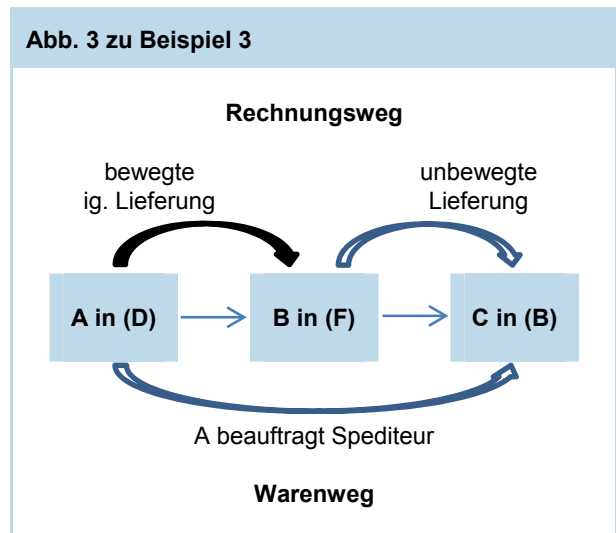 Abb. 3 zu Beispiel 3
Rechnungsweg
bewegte
ig. Lieferung
unbewegte
Lieferung
A in (D)
B in (F)
C in (B)
A beauftragt Spediteur
Warenweg